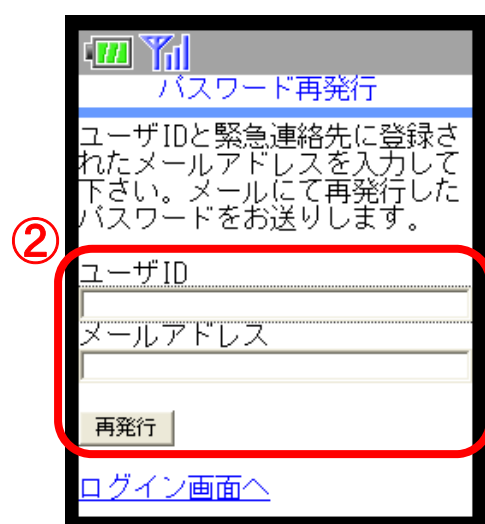 パスワード再発行
ユーザIDと緊急連絡先に登録さ
れたメールアドレスを入力して
下さい。メールにて再発行した
パスワードをお送りします。
②
ユーザID
メールアドレス
再発行
ログイン画面へ